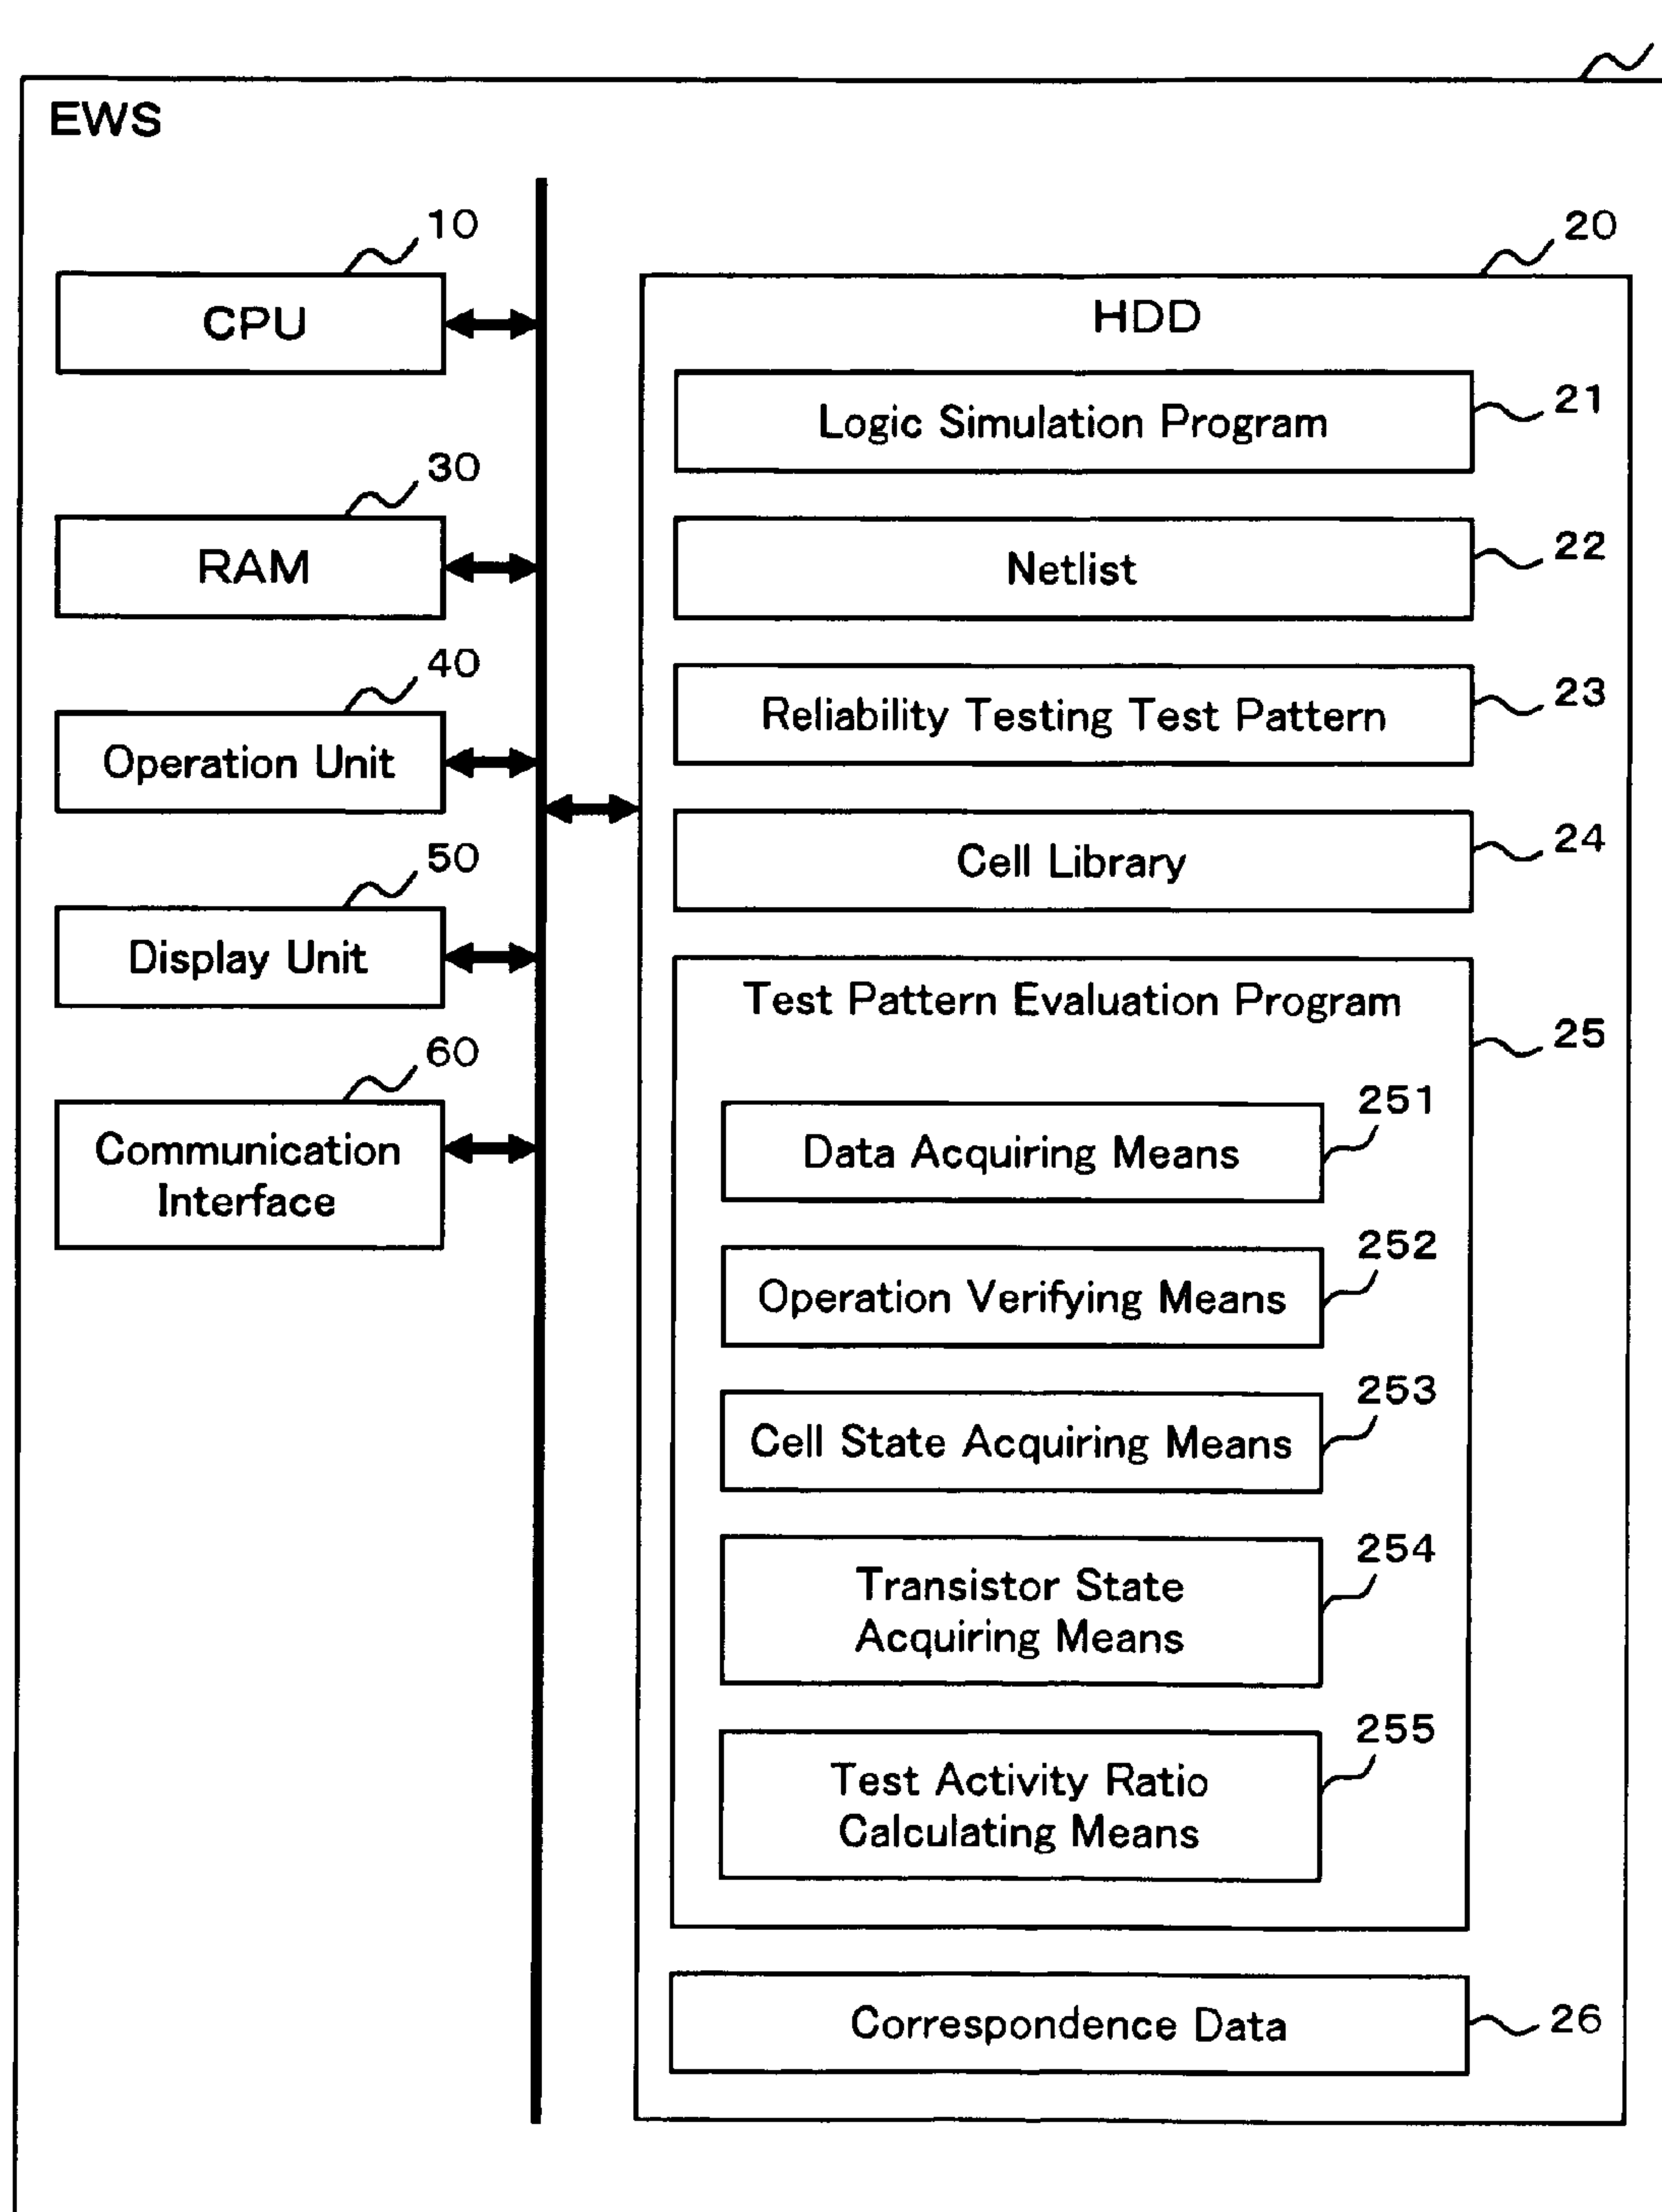 EWS
10
CPU
30
RAM
40
Operation Unit
50
Display Unit
60
Communication
Interface
20
HDD
Logic Simulation Program
21
Netlist
22
Reliability Testing Test Pattern
23
Cell Library
24
Test Pattern Evaluation Program
25
251
Data Acquiring Means
252
Operation Verifying Means
253
Cell State Acquiring Means
254
Transistor State
Acquiring Means
255
Test Activity Ratio
Calculating Means
Correspondence Data
26